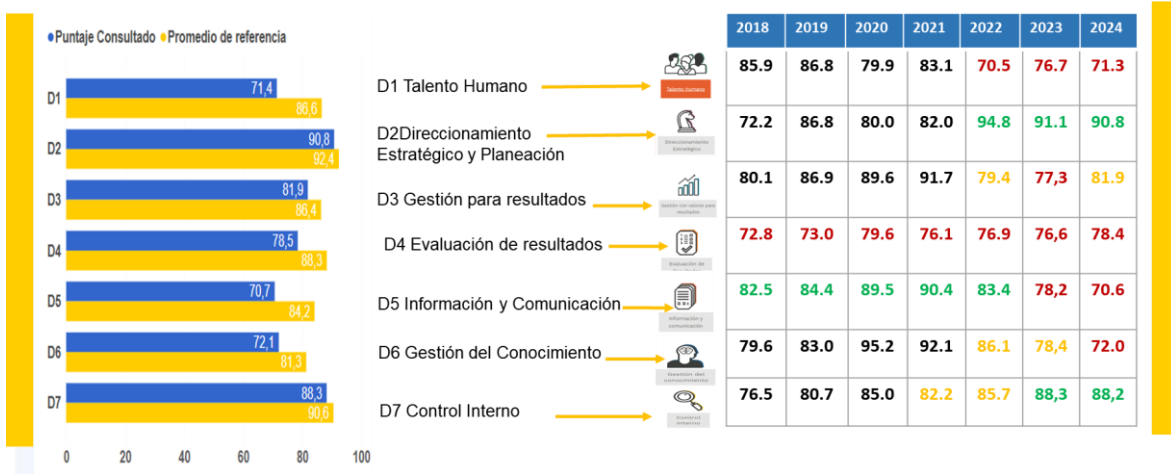 ●Puntaje Consultado ●Promedio de referencia
D1
71,4
86,6
D2
90,8
92,4
D3
81,9
86,4
D4
78,5
88,3
D5
70,7
84,2
D6
72,1
81,3
D7
88,3
90,6
0 20 40 60 80 100
D1 Talento Humano
D2Direccionamiento
Estratégico y Planeación
D3 Gestión para resultados
D4 Evaluación de resultados
D5 Información y Comunicación
D6 Gestión del Conocimiento
D7 Control Interno
Talento Humano
Direccionamiento
Estratégico
Gestión con valores para
resultados
Evaluación de
Información y
comunicación
Gestión del
conocimiento
Control
Interno
2018 2019 2020 2021 2022 2023 2024
85.9 86.8 79.9 83.1 70.5 76.7 71.3
72.2 86.8 80.0 82.0 94.8 91.1 90.8
80.1 86.9 89.6 91.7 79.4 77,3 81.9
72.8 73.0 79.6 76.1 76.9 76,6 78.4
82.5 84.4 89.5 90.4 83.4 78,2 70.6
79.6 83.0 95.2 92.1 86.1 78,4 72.0
76.5 80.7 85.0 82.2 85.7 88,3 88,2